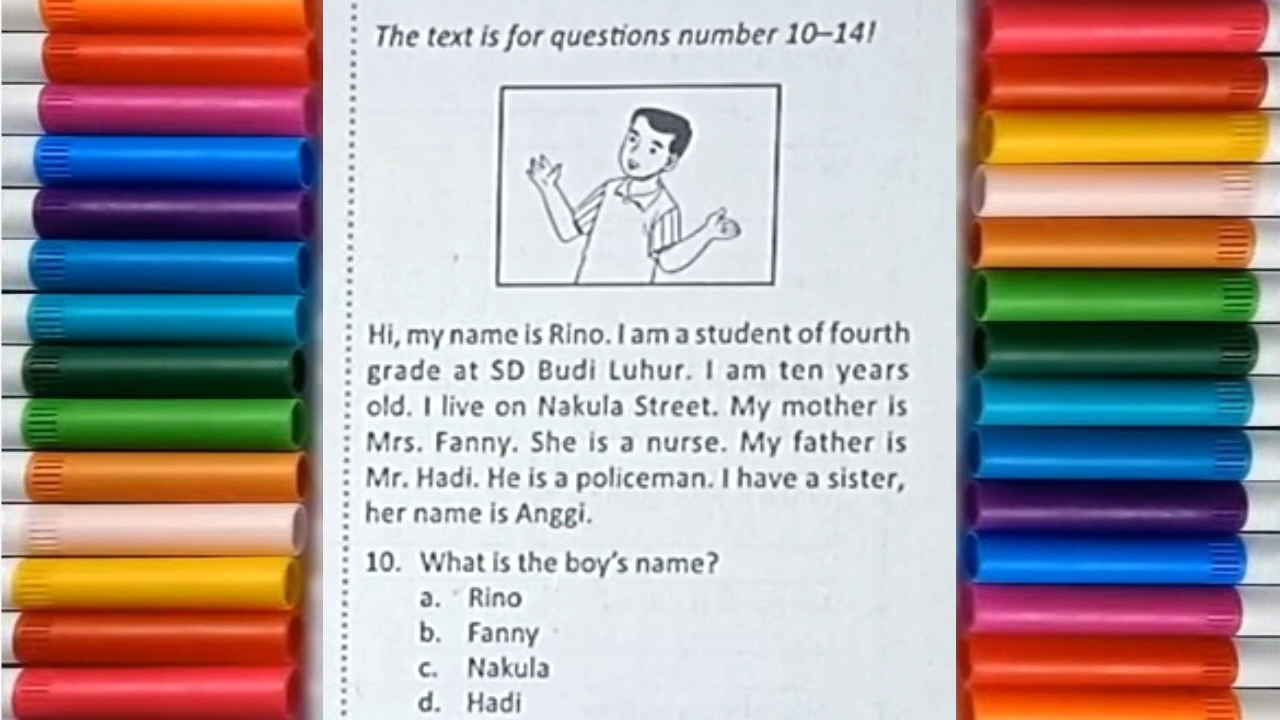 The text is for questions number 10–14!
Hi, my name is Rino. I am a student of fourth
grade at SD Budi Luhur. I am ten years
old. I live on Nakula Street. My mother is
Mrs. Fanny. She is a nurse. My father is
Mr. Hadi. He is a policeman. I have a sister,
her name is Anggi.
10. What is the boy's name?
a. Rino
b. Fanny
c. Nakula
d. Hadi